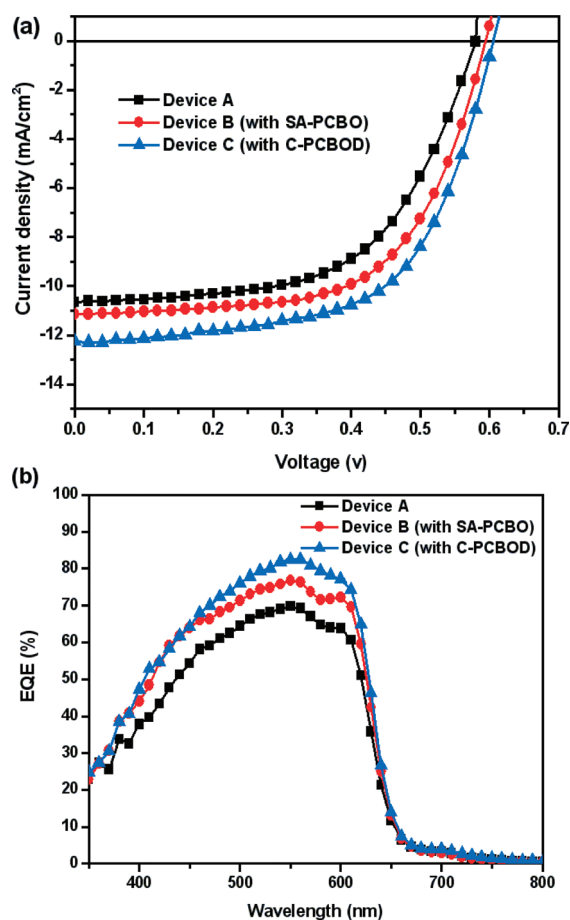 (a)
0
-2
-4
-6
-8
-10
-12
-14
Current density (mA/cm²)
Device A
Device B (with SA-PCBO)
Device C (with C-PCBOD)
0.0 0.1 0.2 0.3 0.4 0.5 0.6 0.7
Voltage (v)
(b)
100
90
80
70
60
50
40
30
20
10
0
EQE (%)
Device A
Device B (with SA-PCBO)
Device C (with C-PCBOD)
400 500 600 700 800
Wavelength (nm)